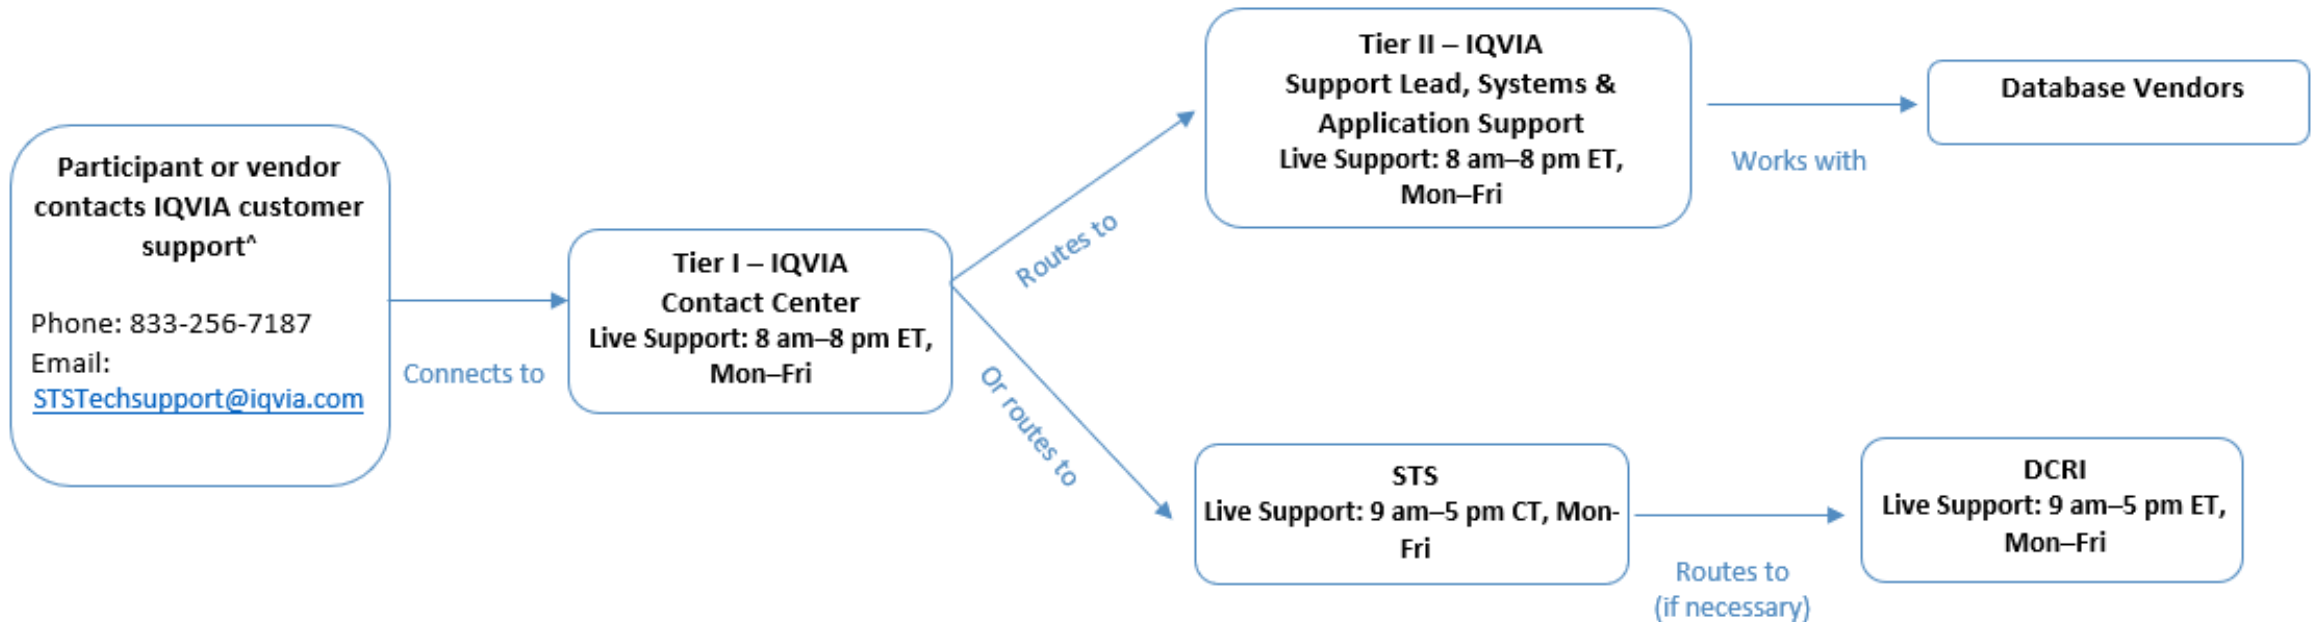 Participant or vendor
contacts IQVIA customer
support^
Phone: 833-256-7187
Email:
STSTechsupport@iqvia.com
Connects to
Tier I – IQVIA
Contact Center
Live Support: 8 am–8 pm ET,
Mon–Fri
Routes to
Tier II – IQVIA
Support Lead, Systems &
Application Support
Live Support: 8 am–8 pm ET,
Mon–Fri
Works with
Database Vendors
Or routes to
STS
Live Support: 9 am–5 pm CT, Mon-
Fri
Routes to
(if necessary)
DCRI
Live Support: 9 am–5 pm ET,
Mon–Fri